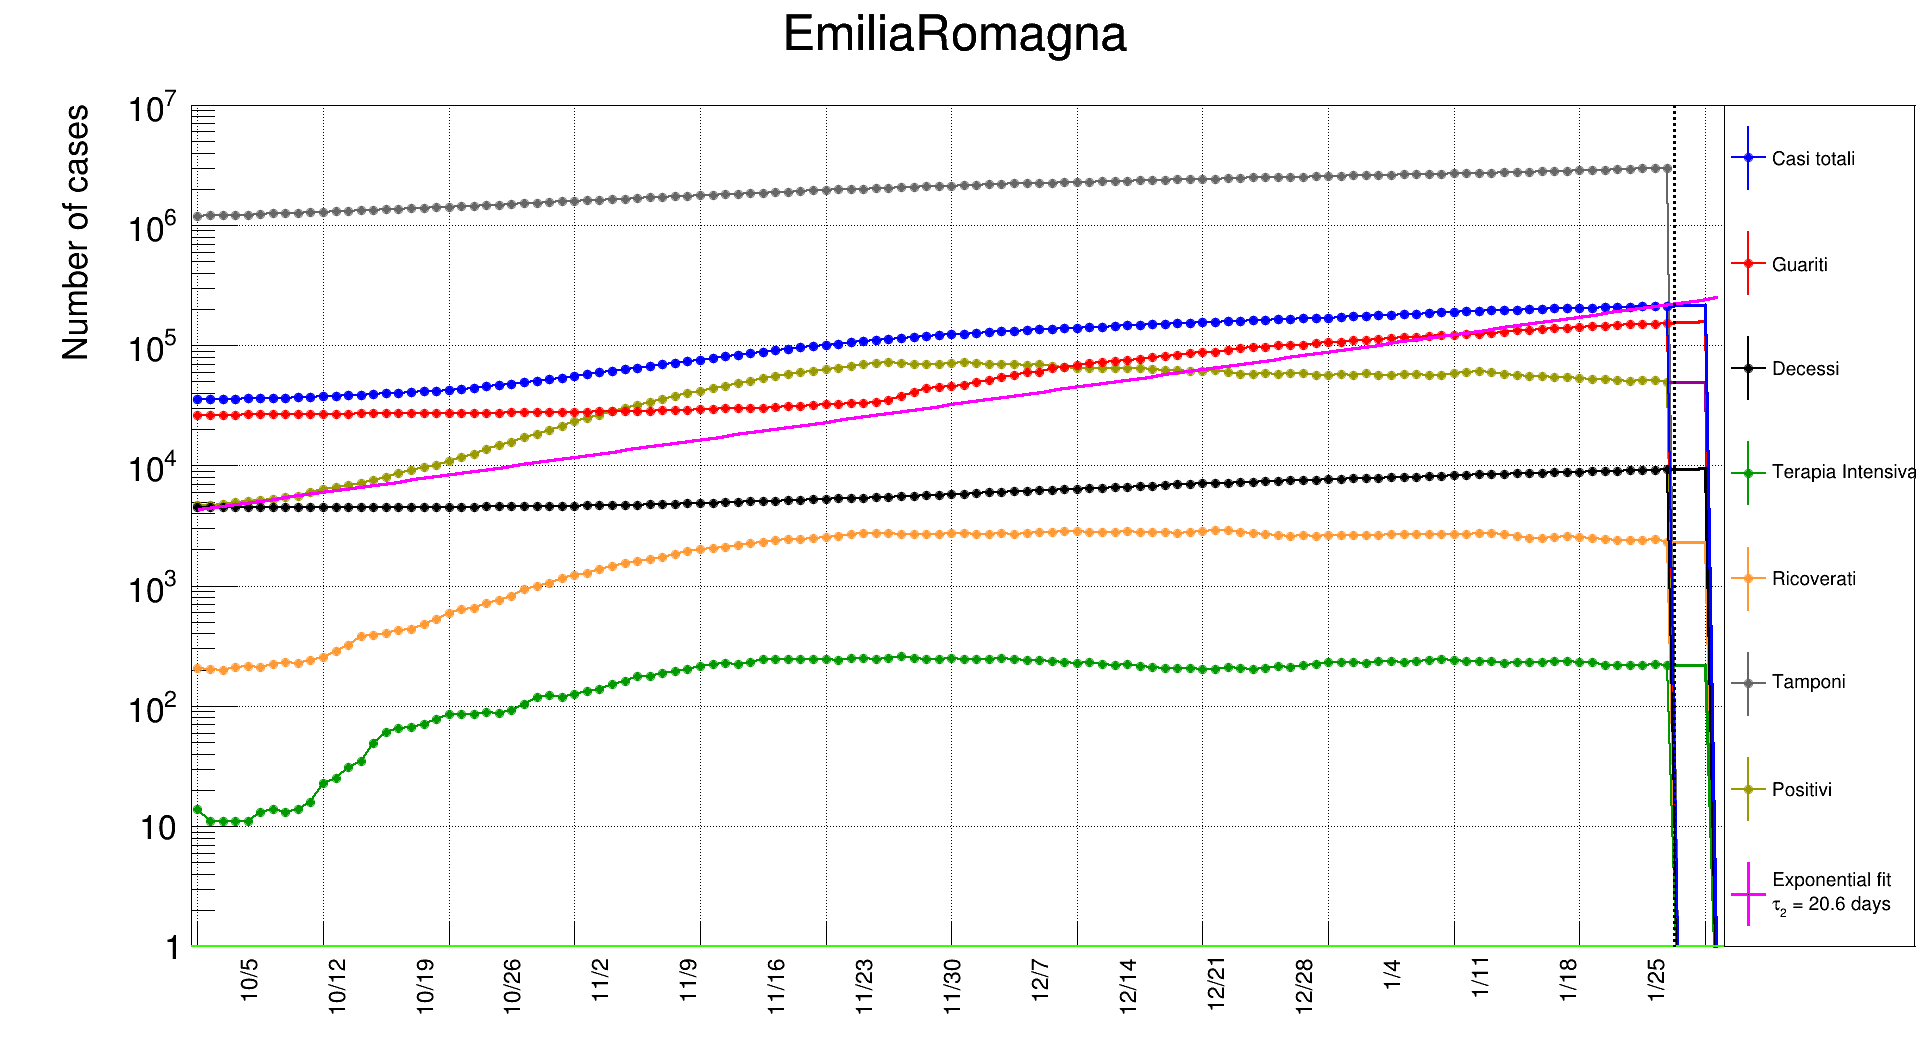 EmiliaRomagna
Number of cases
10^7
10^6
10^5
10^4
10^3
10^2
10
1
10/5
10/12
10/19
10/26
11/2
11/9
11/16
11/23
11/30
12/7
12/14
12/21
12/28
1/4
1/11
1/18
1/25
Casi totali
Guariti
Decessi
Terapia Intensiva
Ricoverati
Tamponi
Positivi
Exponential fit
τ₂ = 20.6 days